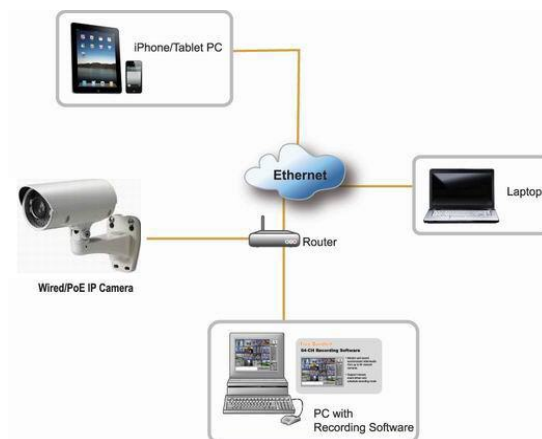 iPhone/Tablet PC
Ethernet
Laptop
Router
Wired/PoE IP Camera
64-CH Recording Software
PC with
Recording Software